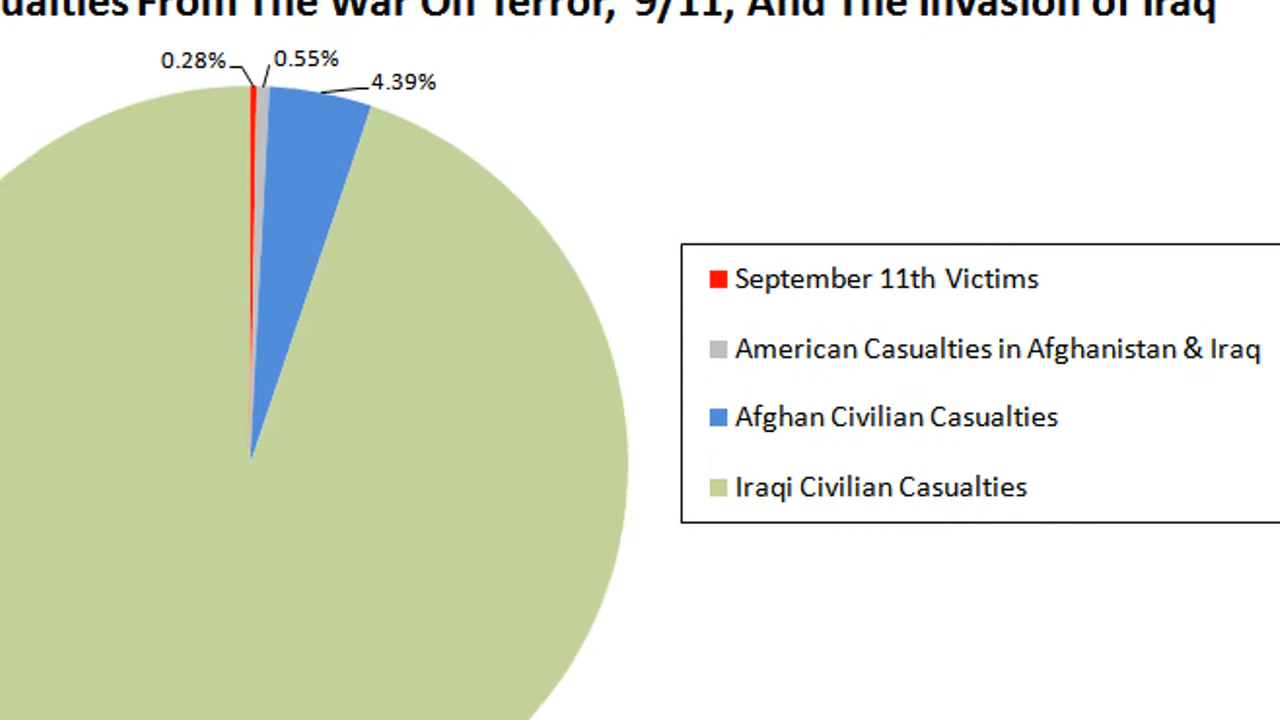 From The War On Terror, 9/11, And The Invasion of Iraq
0.28%
0.55%
4.39%
September 11th Victims
American Casualties in Afghanistan & Iraq
Afghan Civilian Casualties
Iraqi Civilian Casualties